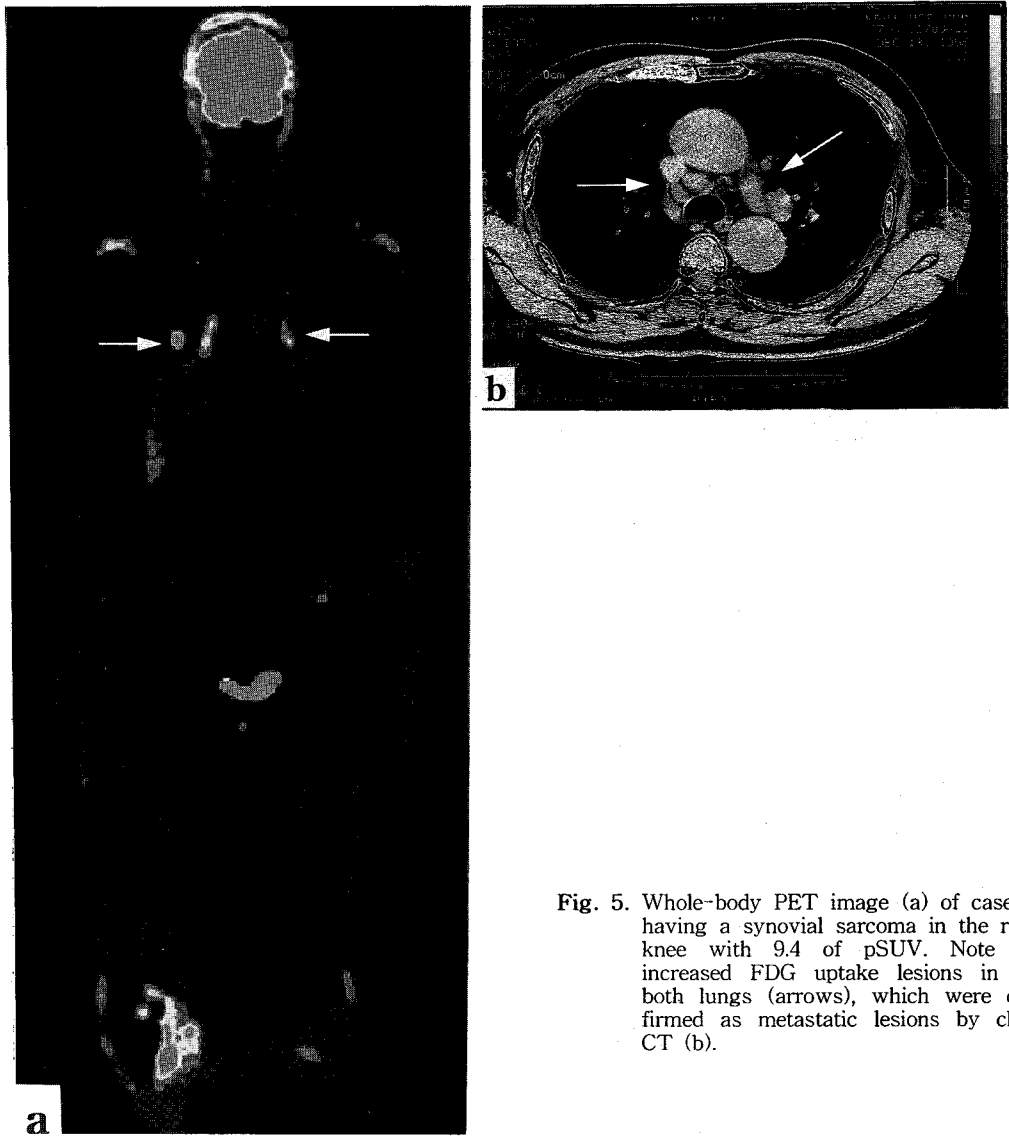 0cm
b
a
Fig. 5. Whole-body PET image (a) of case
having a synovial sarcoma in the
knee with 9.4 of pSUV. Note
increased FDG uptake lesions in
both lungs (arrows), which were
firmed as metastatic lesions by
CT (b).